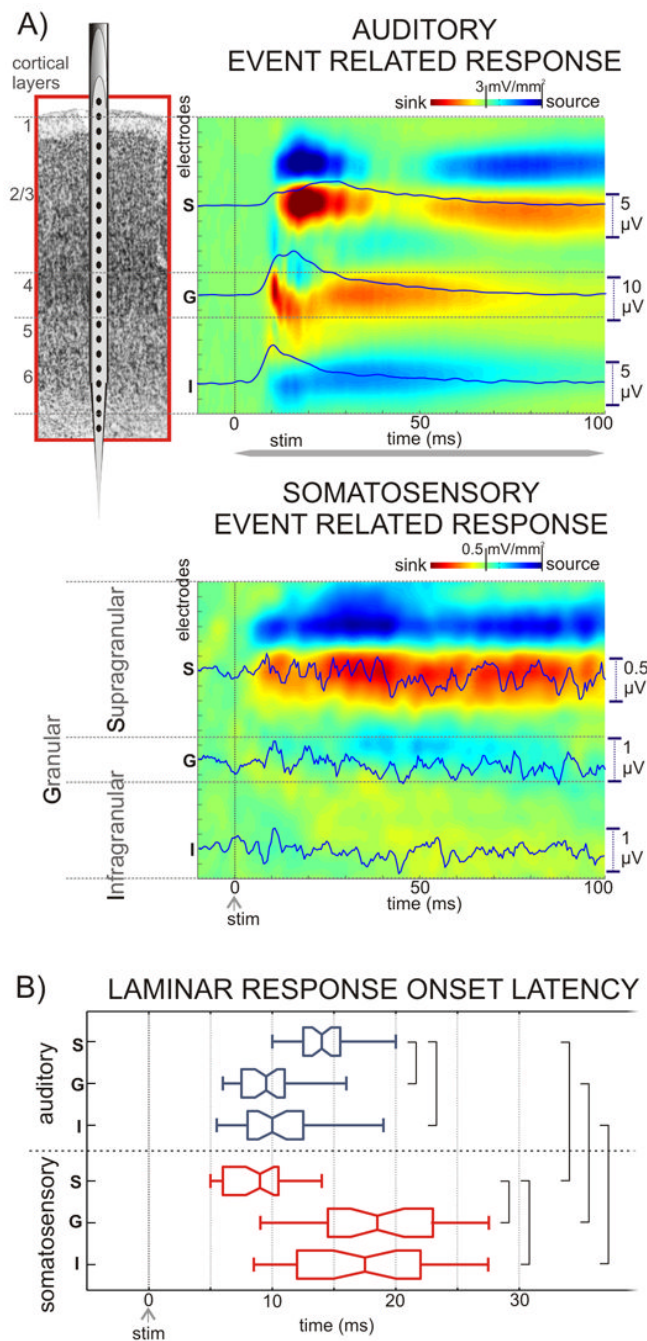 A)
AUDITORY
EVENT RELATED RESPONSE
cortical
layers
1
2/3
4
5
6
3 mV/mm²
sink source
electrodes
S
G
I
5
µV
10
µV
5
µV
0 50 100
stim time (ms)
SOMATOSENSORY
EVENT RELATED RESPONSE
0.5 mV/mm²
sink source
Supragranular
Granular
Infragranular
electrodes
S
G
I
0.5
µV
1
µV
1
µV
0 50 100
stim time (ms)
B) LAMINAR RESPONSE ONSET LATENCY
auditory
S
G
I
somatosensory
S
G
I
0 10 20 30
stim time (ms)